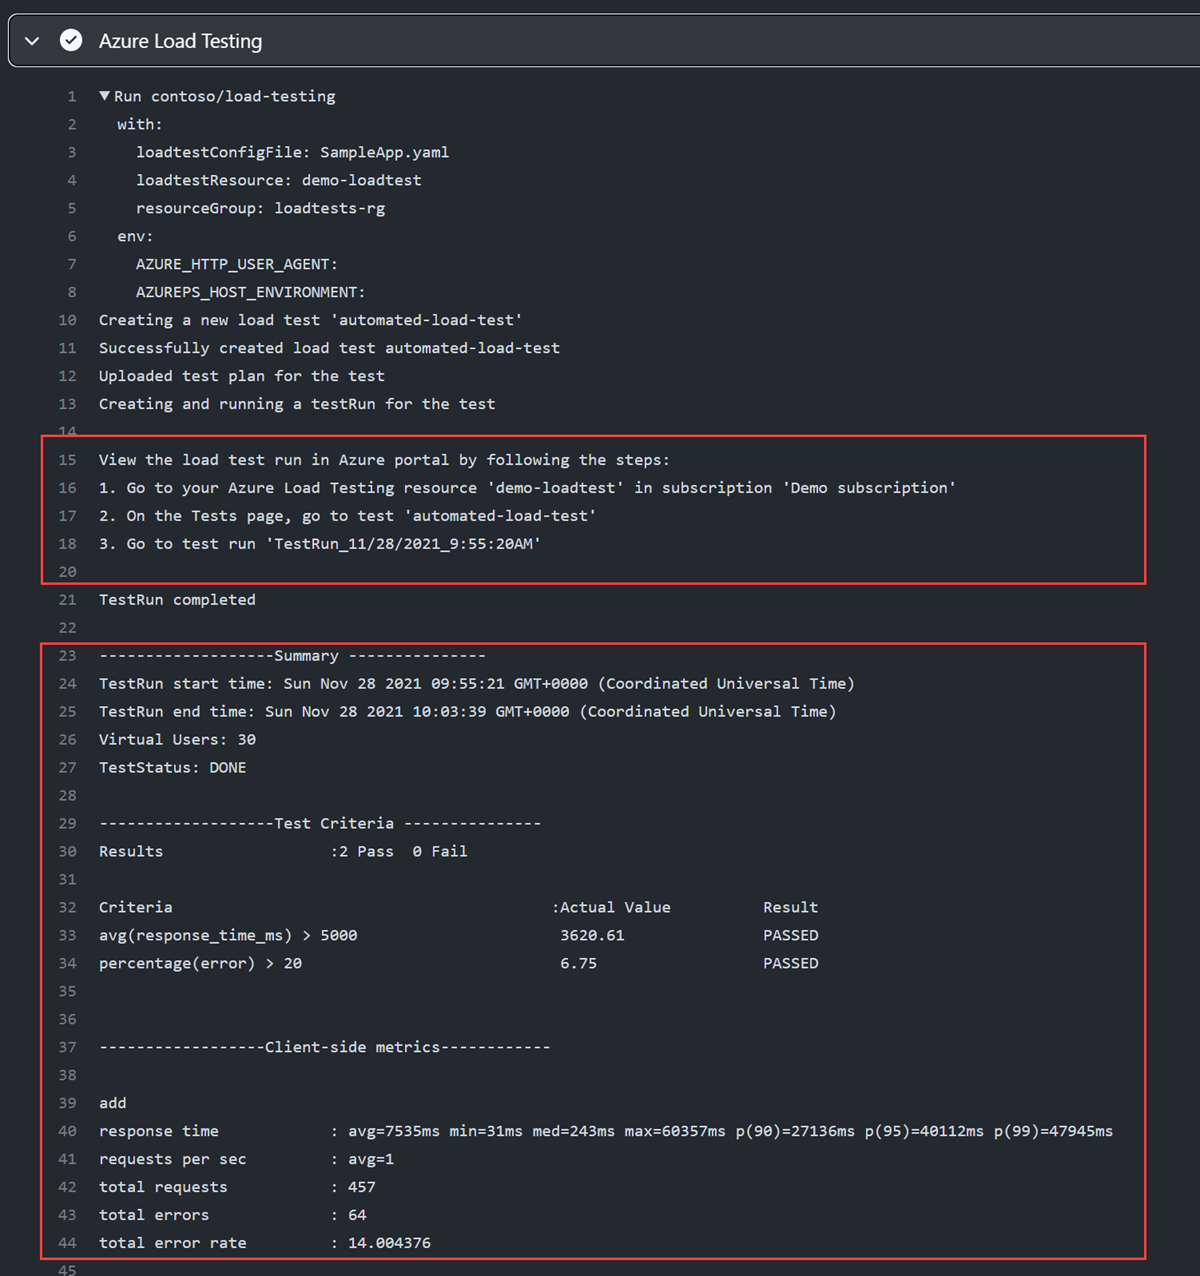 Azure Load Testing
1 ▼ Run contoso/load-testing
2 with:
3 loadtestConfigFile: SampleApp.yaml
4 loadtestResource: demo-loadtest
5 resourceGroup: loadtests-rg
6 env:
7 AZURE_HTTP_USER_AGENT:
8 AZUREPS_HOST_ENVIRONMENT:
10 Creating a new load test 'automated-load-test'
11 Successfully created load test automated-load-test
12 Uploaded test plan for the test
13 Creating and running a testRun for the test
14
15 View the load test run in Azure portal by following the steps:
16 1. Go to your Azure Load Testing resource 'demo-loadtest' in subscription 'Demo subscription'
17 2. On the Tests page, go to test 'automated-load-test'
18 3. Go to test run 'TestRun_11/28/2021_9:55:20AM'
20
21 TestRun completed
22
23 -------------------Summary ---------------
24 TestRun start time: Sun Nov 28 2021 09:55:21 GMT+0000 (Coordinated Universal Time)
25 TestRun end time: Sun Nov 28 2021 10:03:39 GMT+0000 (Coordinated Universal Time)
26 Virtual Users: 30
27 TestStatus: DONE
28
29 -------------------Test Criteria ---------------
30 Results :2 Pass 0 Fail
31
32 Criteria :Actual Value Result
33 avg(response_time_ms) > 5000 3620.61 PASSED
34 percentage(error) > 20 6.75 PASSED
35
36
37 ------------------Client-side metrics------------
38
39 add
40 response time : avg=7535ms min=31ms med=243ms max=60357ms p(90)=27136ms p(95)=40112ms p(99)=47945ms
41 requests per sec : avg=1
42 total requests : 457
43 total errors : 64
44 total error rate : 14.004376
45